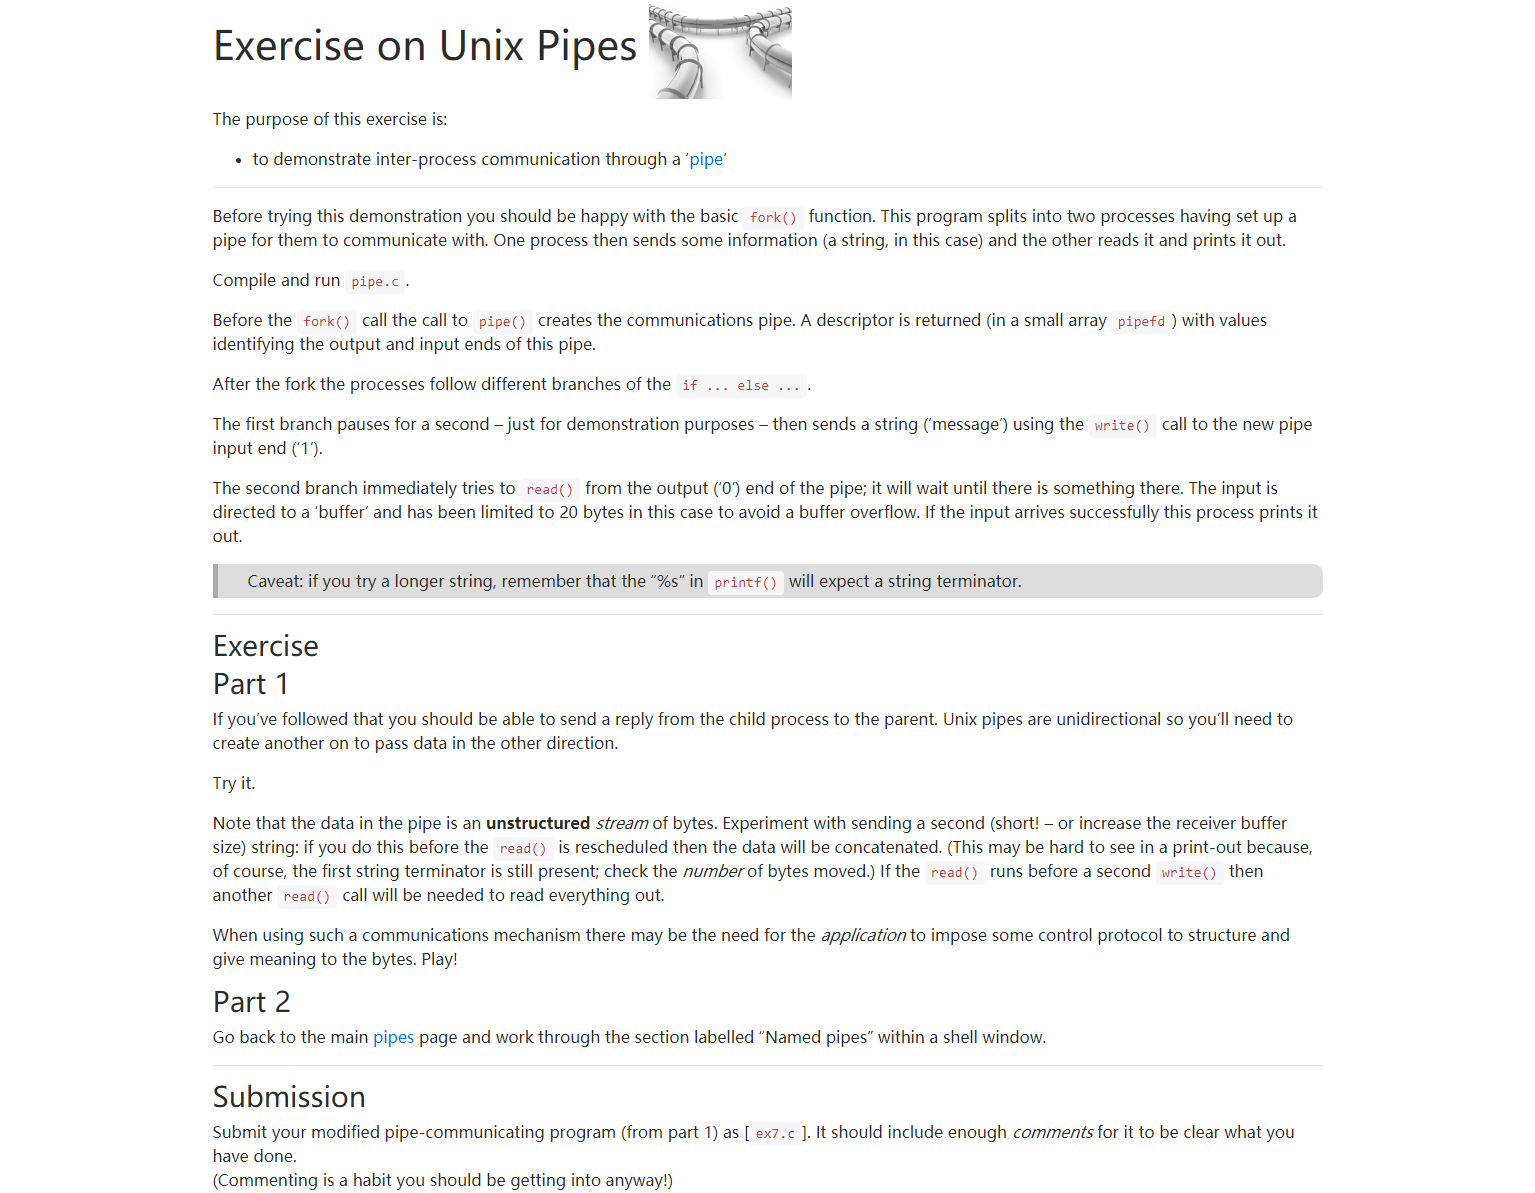 Exercise on Unix Pipes
The purpose of this exercise is:
• to demonstrate inter-process communication through a ‘pipe’
Before trying this demonstration you should be happy with the basic fork() function. This program splits into two processes having set up a
pipe for them to communicate with. One process then sends some information (a string, in this case) and the other reads it and prints it out.
Compile and run pipe.c .
Before the fork() call the call to pipe() creates the communications pipe. A descriptor is returned (in a small array pipefd ) with values
identifying the output and input ends of this pipe.
After the fork the processes follow different branches of the if ... else ... .
The first branch pauses for a second – just for demonstration purposes – then sends a string (‘message’) using the write() call to the new pipe
input end (‘1’).
The second branch immediately tries to read() from the output (‘0’) end of the pipe; it will wait until there is something there. The input is
directed to a ‘buffer’ and has been limited to 20 bytes in this case to avoid a buffer overflow. If the input arrives successfully this process prints it
out.
Caveat: if you try a longer string, remember that the “%s” in printf() will expect a string terminator.
Exercise
Part 1
If you’ve followed that you should be able to send a reply from the child process to the parent. Unix pipes are unidirectional so you’ll need to
create another on to pass data in the other direction.
Try it.
Note that the data in the pipe is an unstructured stream of bytes. Experiment with sending a second (short! – or increase the receiver buffer
size) string: if you do this before the read() is rescheduled then the data will be concatenated. (This may be hard to see in a print-out because,
of course, the first string terminator is still present; check the number of bytes moved.) If the read() runs before a second write() then
another read() call will be needed to read everything out.
When using such a communications mechanism there may be the need for the application to impose some control protocol to structure and
give meaning to the bytes. Play!
Part 2
Go back to the main pipes page and work through the section labelled “Named pipes” within a shell window.
Submission
Submit your modified pipe-communicating program (from part 1) as [ ex7.c ]. It should include enough comments for it to be clear what you
have done.
(Commenting is a habit you should be getting into anyway!)